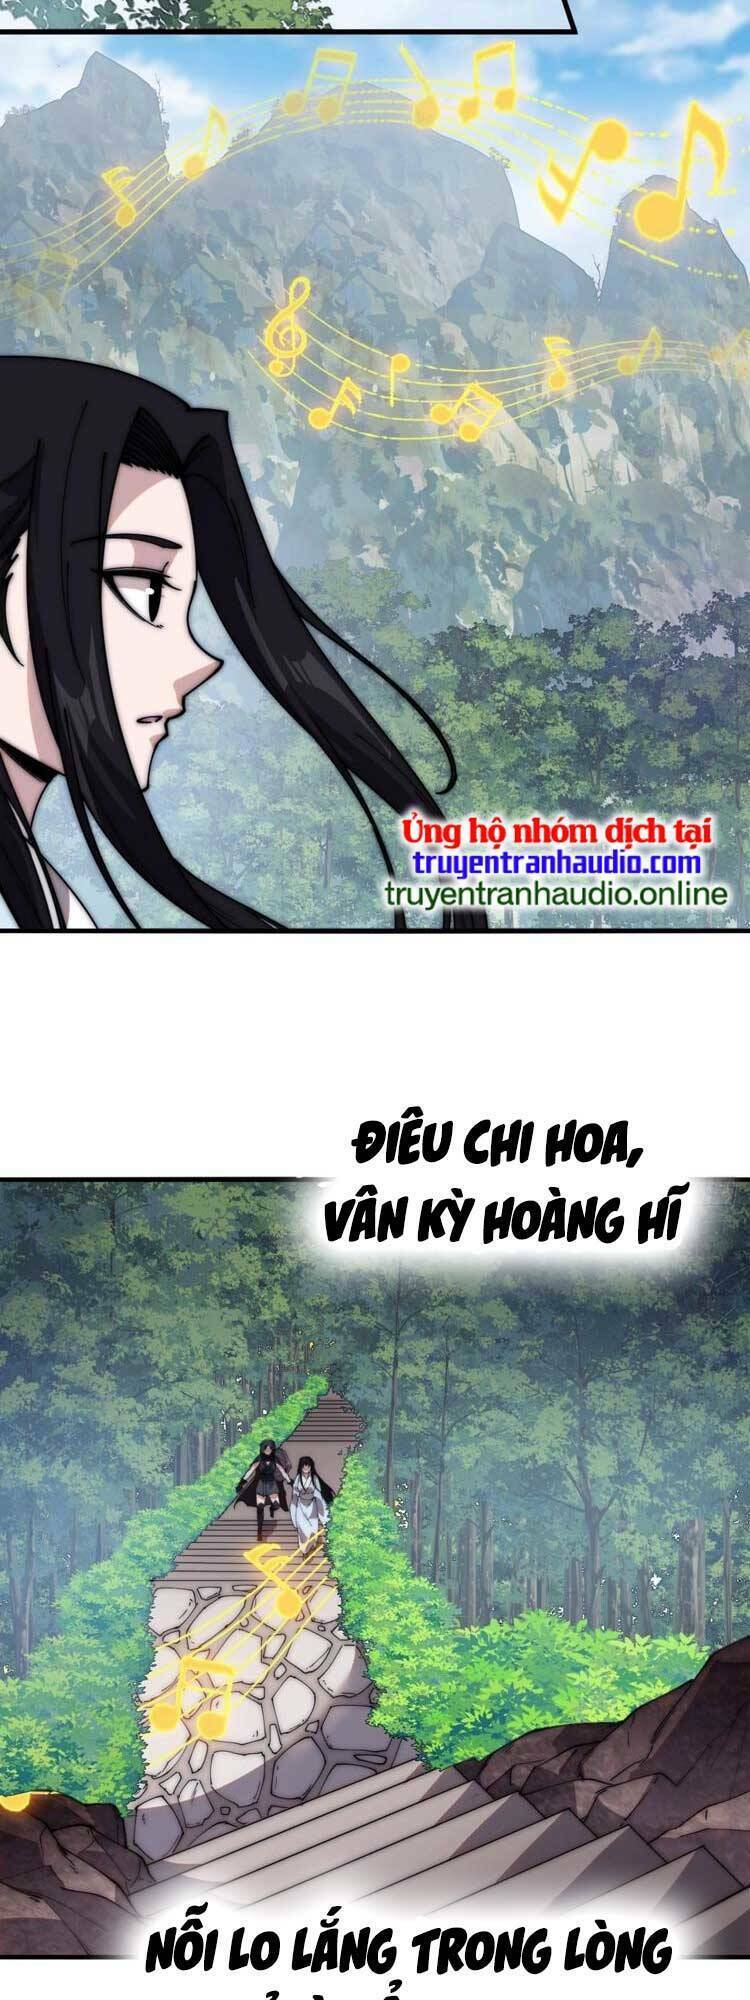 Ủng hộ nhóm dịch tại
truyentranhaudio.com
truyentranhaudio.online
ĐIÊU CHI HOA,
VÂN KỲ HOÀNG HĨ
NỖI LO LẮNG TRONG LÒNG